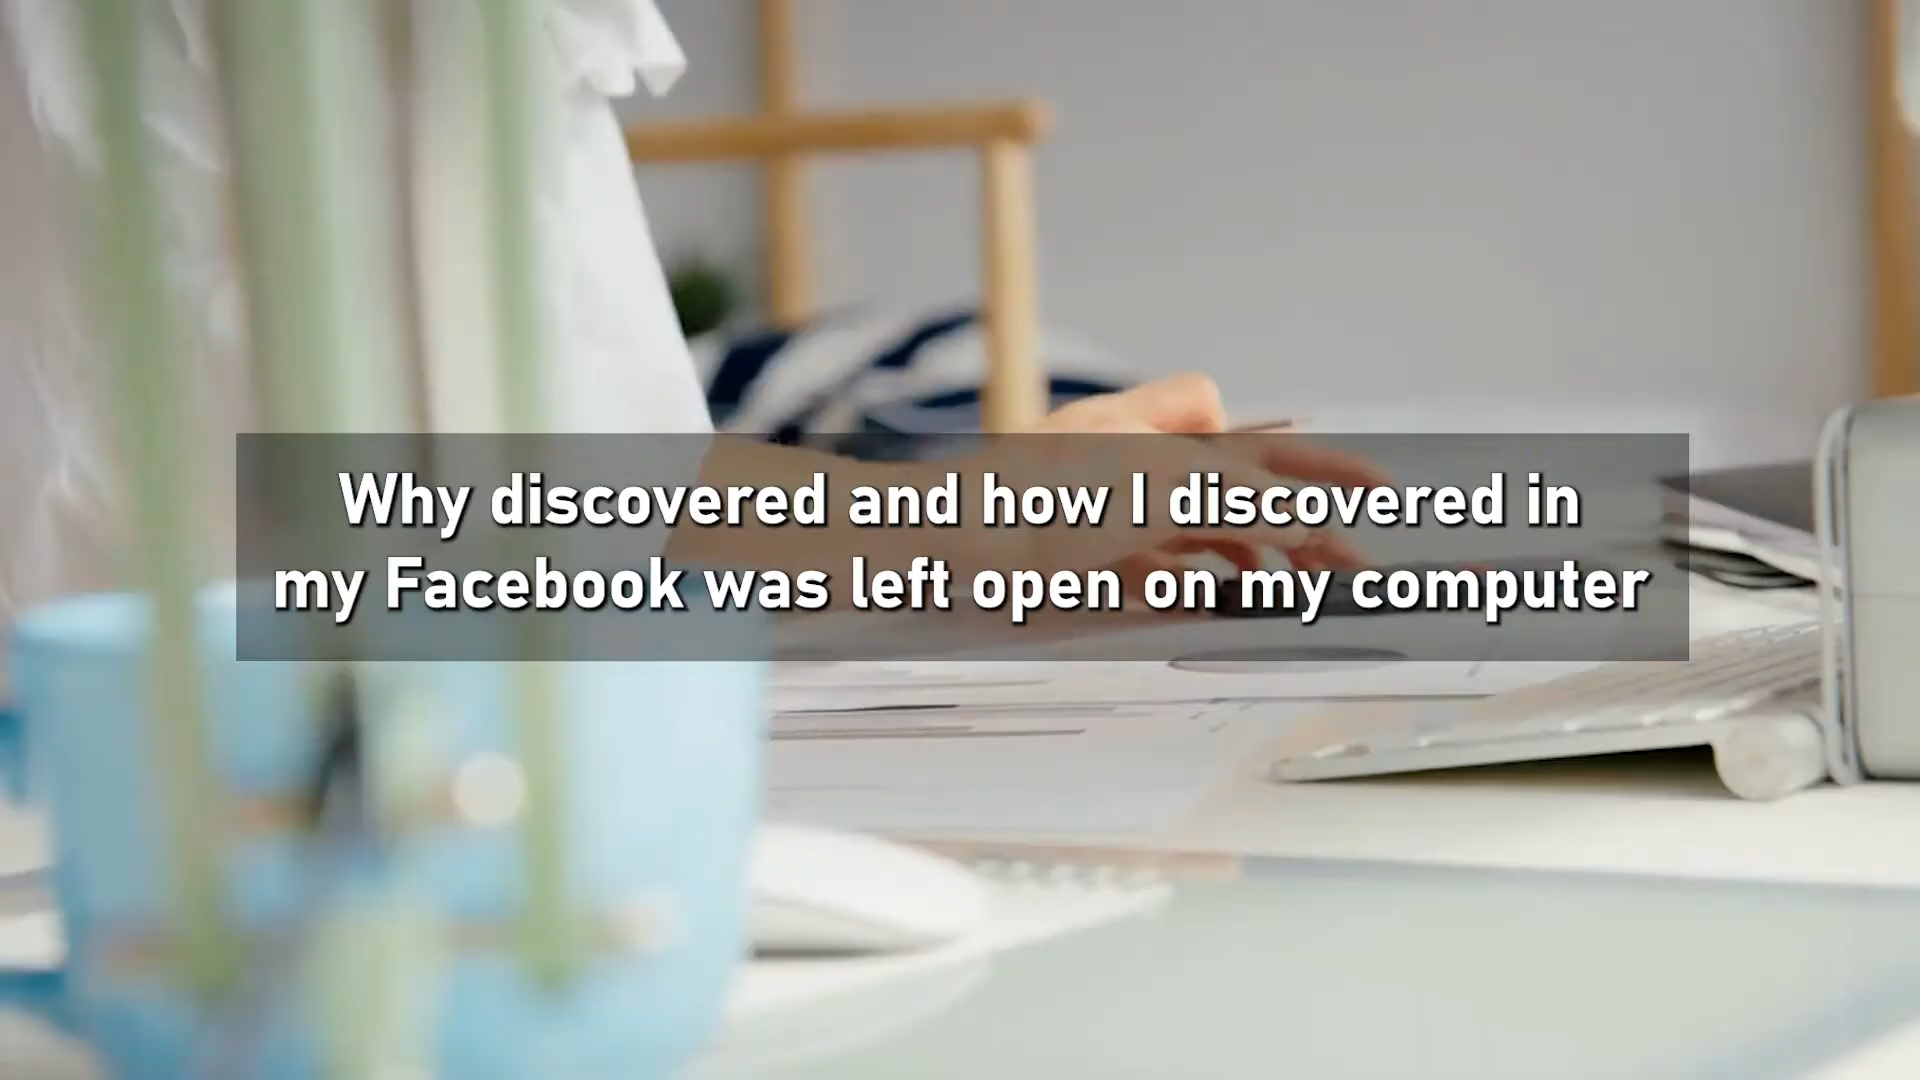 Why discovered and how I discovered in
my Facebook was left open on my computer